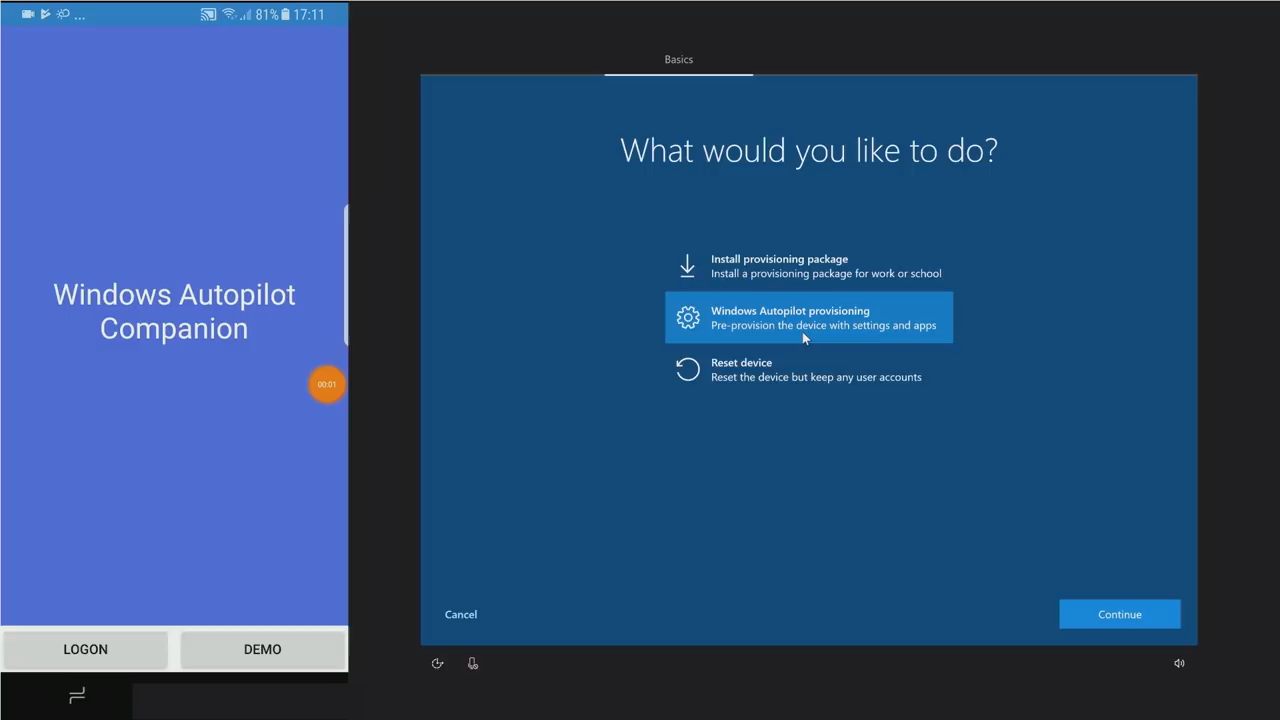 ... 81% 17:11
Windows Autopilot
Companion
00:01
LOGON DEMO
Basics
What would you like to do?
Install provisioning package
Install a provisioning package for work or school
Windows Autopilot provisioning
Pre-provision the device with settings and apps
Reset device
Reset the device but keep any user accounts
Cancel Continue